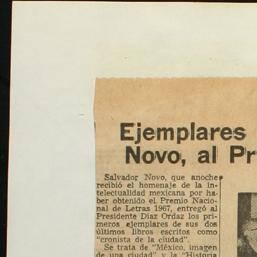 Ejemplares
Novo, al Pr
Salvador Novo, que anoche
recibió el homenaje de la in-
telectualidad mexicana por ha-
ber obtenido el Premio Nacio-
nal de Letras 1967, entregó al
Presidente Díaz Ordaz los pri-
meros ejemplares de sus dos
últimos libros escritos como
"cronista de la ciudad".
Se trata de "México, imagen
de una ciudad" y la "Historia